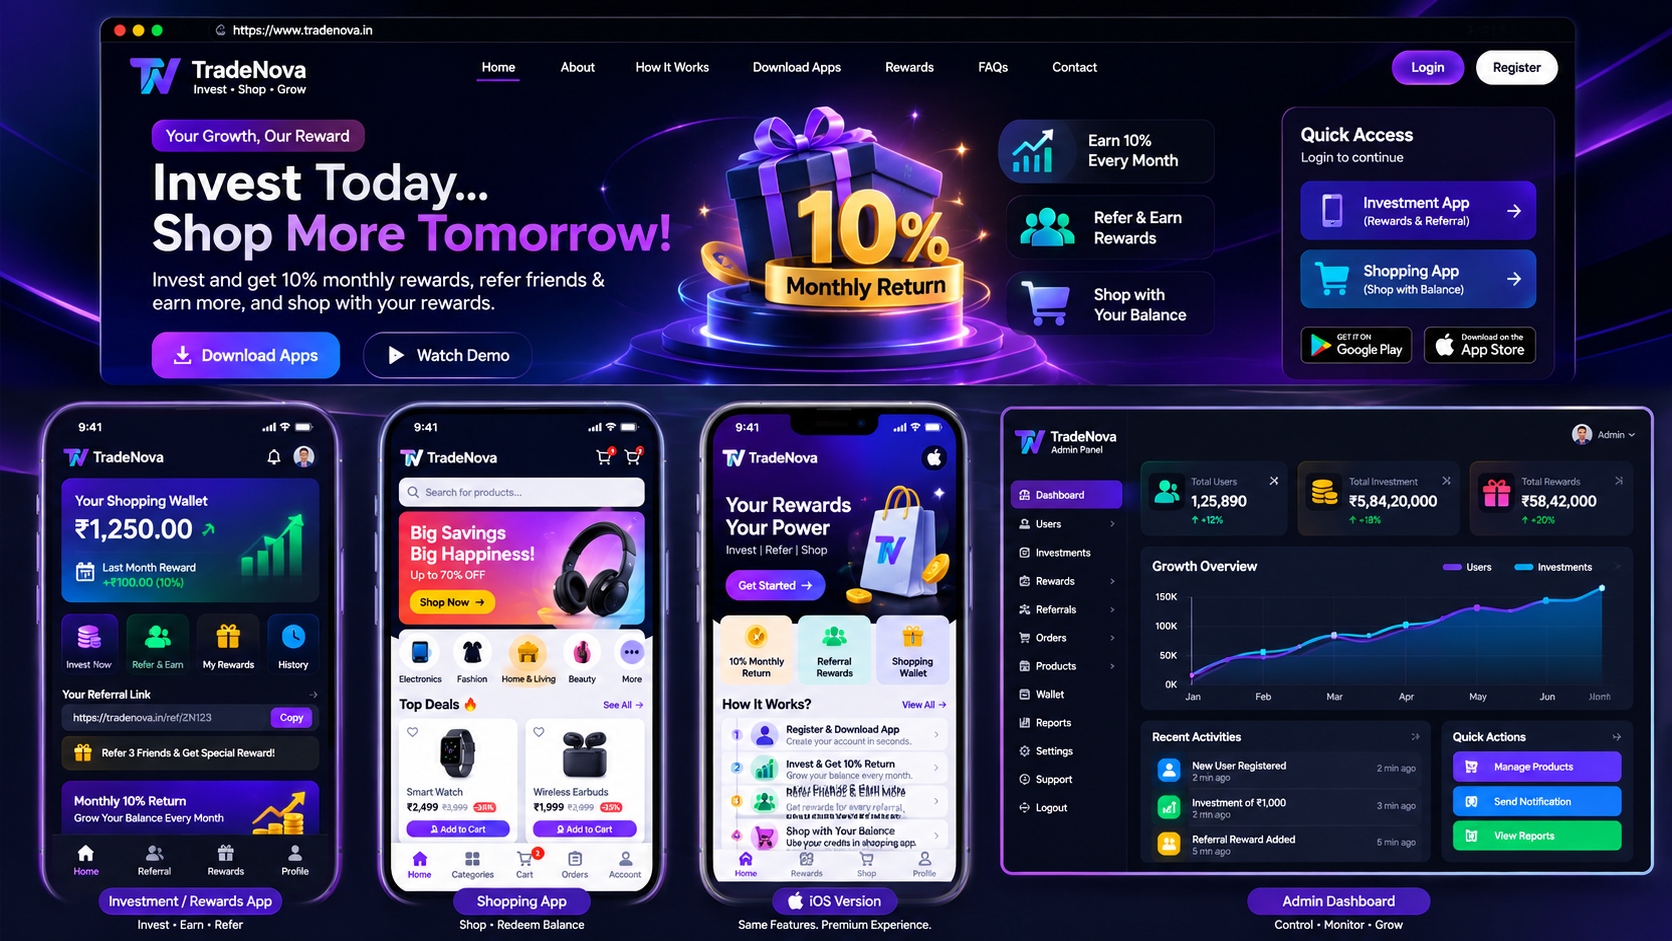 https://www.tradenova.in
TradeNova
Invest • Shop • Grow
Home
About
How It Works
Download Apps
Rewards
FAQs
Contact
Login
Register
Your Growth, Our Reward
Invest Today...
Shop More Tomorrow!
Invest and get 10% monthly rewards, refer friends &
earn more, and shop with your rewards.
Download Apps
Watch Demo
10%
Monthly Return
Earn 10%
Every Month
Refer & Earn
Rewards
Shop with
Your Balance
Quick Access
Login to continue
Investment App
(Rewards & Referral)
Shopping App
(Shop with Balance)
GET IT ON
Google Play
Download on the
App Store
9:41
TradeNova
Your Shopping Wallet
₹1,250.00
Last Month Reward
+₹100.00 (10%)
Invest Now
Refer & Earn
My Rewards
History
Your Referral Link
https://tradenova.in/ref/ZN123
Copy
Refer 3 Friends & Get Special Reward!
Monthly 10% Return
Grow Your Balance Every Month
Home
Referral
Rewards
Profile
Investment / Rewards App
Invest • Earn • Refer
9:41
TradeNova
Search for products...
Big Savings
Big Happiness!
Up to 70% OFF
Shop Now
Electronics
Fashion
Home & Living
Beauty
More
Top Deals
See All
Smart Watch
₹2,499
Add to Cart
Wireless Earbuds
₹1,999
Add to Cart
2
Home
Categories
Cart
Orders
Account
Shopping App
Shop • Redeem Balance
9:41
TradeNova
Your Rewards
Your Power
Invest | Refer | Shop
Get Started
10% Monthly
Return
Referral
Rewards
Shopping
Wallet
How It Works?
View All
1
Register & Download App
Create your account in seconds.
2
Invest & Get 10% Return
Grow your balance every month.
3
Get rewards for every referral.
4
Shop with Your Balance
Use your credits in shopping app.
Home
Rewards
Shop
Profile
iOS Version
Same Features. Premium Experience.
TradeNova
Admin Panel
Admin
Dashboard
Users
Investments
Rewards
Referrals
Orders
Products
Wallet
Reports
Settings
Support
Logout
Total Users
1,25,890
+12%
Total Investment
₹5,84,20,000
+18%
Total Rewards
₹58,42,000
+20%
Growth Overview
Users
Investments
150K
100K
50K
0K
Jan
Feb
Mar
Apr
May
Jun
Month
Recent Activities
New User Registered
2 min ago
2 min ago
Investment of ₹1,000
2 min ago
3 min ago
Referral Reward Added
5 min ago
5 min ago
Quick Actions
Manage Products
Send Notification
View Reports
Admin Dashboard
Control • Monitor • Grow